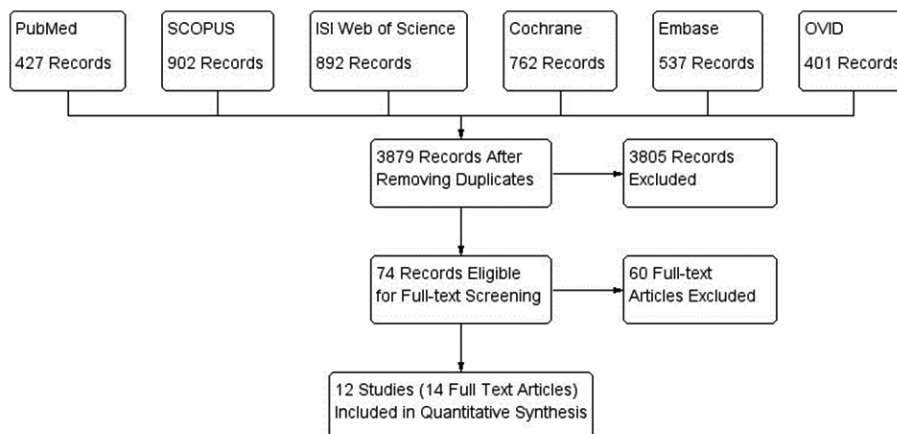 PubMed
427 Records
SCOPUS
902 Records
ISI Web of Science
892 Records
Cochrane
762 Records
Embase
537 Records
OVID
401 Records
3879 Records After
Removing Duplicates
3805 Records
Excluded
74 Records Eligible
for Full-text Screening
60 Full-text
Articles Excluded
12 Studies (14 Full Text Articles)
Included in Quantitative Synthesis